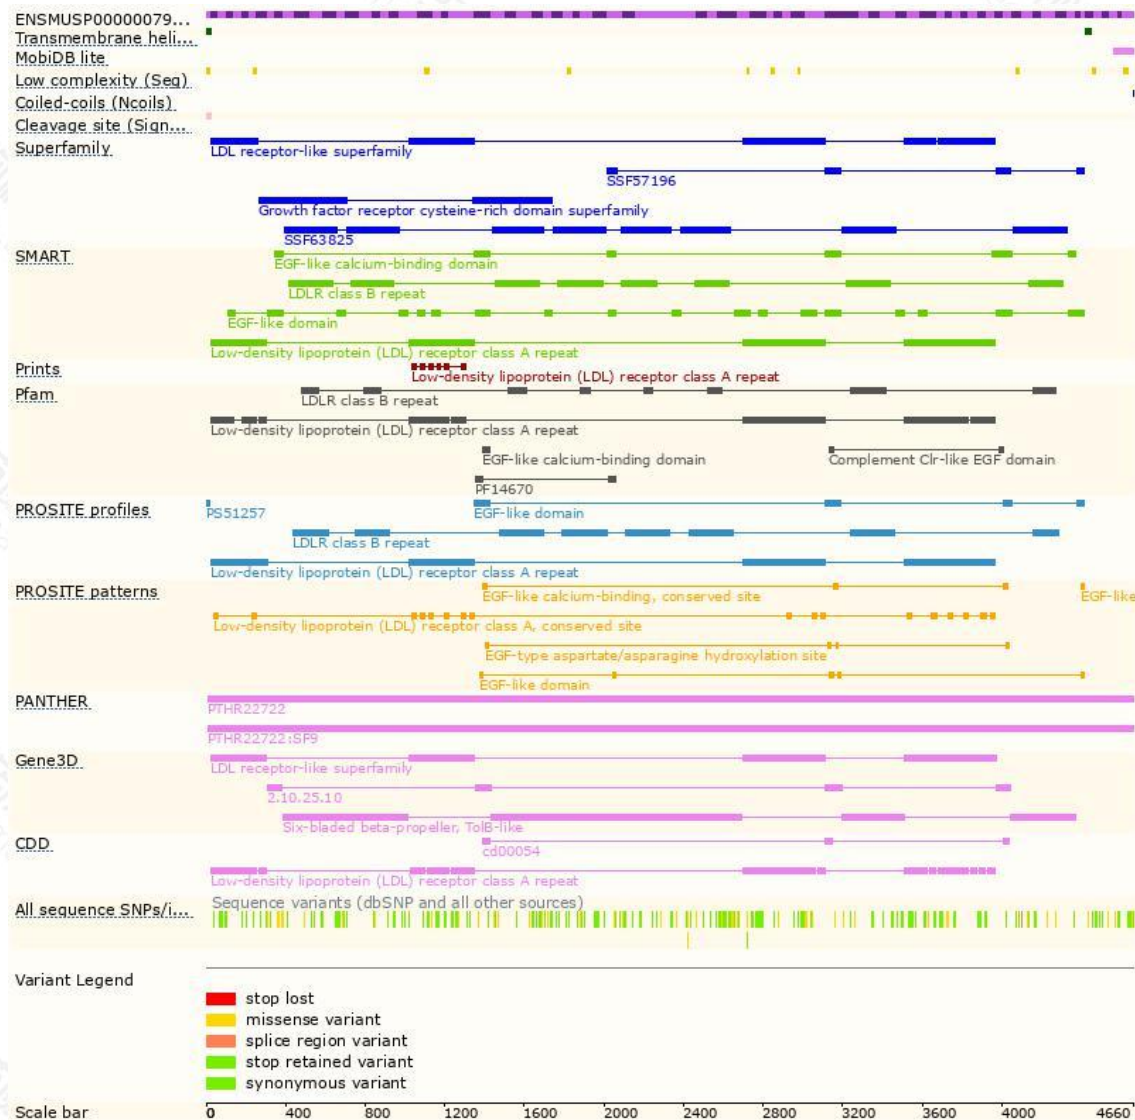 ENSMUSP00000079...
Transmembrane heli...
MobiDB lite
Low complexity (Seg)
Coiled-coils (Ncoils)
Cleavage site (Sign...
Superfamily
LDL receptor-like superfamily
SSF57196
Growth factor receptor cysteine-rich domain superfamily
SSF63825
SMART
EGF-like calcium-binding domain
LDLR class B repeat
EGF-like domain
Low-density lipoprotein (LDL) receptor class A repeat
Prints
Low-density lipoprotein (LDL) receptor class A repeat
Pfam
LDLR class B repeat
Low-density lipoprotein (LDL) receptor class A repeat
EGF-like calcium-binding domain Complement Clr-like EGF domain
PF14670
PROSITE profiles
PS51257 EGF-like domain
LDLR class B repeat
Low-density lipoprotein (LDL) receptor class A repeat
PROSITE patterns
EGF-like calcium-binding, conserved site EGF-like
Low-density lipoprotein (LDL) receptor class A, conserved site
EGF-type aspartate/asparagine hydroxylation site
EGF-like domain
PANTHER
PTHR22722
PTHR22722:SF9
Gene3D
LDL receptor-like superfamily
2.10.25.10
Six-bladed beta-propeller, TolB-like
CDD
cd00054
Low-density lipoprotein (LDL) receptor class A repeat
All sequence SNPs/i... Sequence variants (dbSNP and all other sources)
Variant Legend
stop lost
missense variant
splice region variant
stop retained variant
synonymous variant
Scale bar 0 400 800 1200 1600 2000 2400 2800 3200 3600 4000 4660